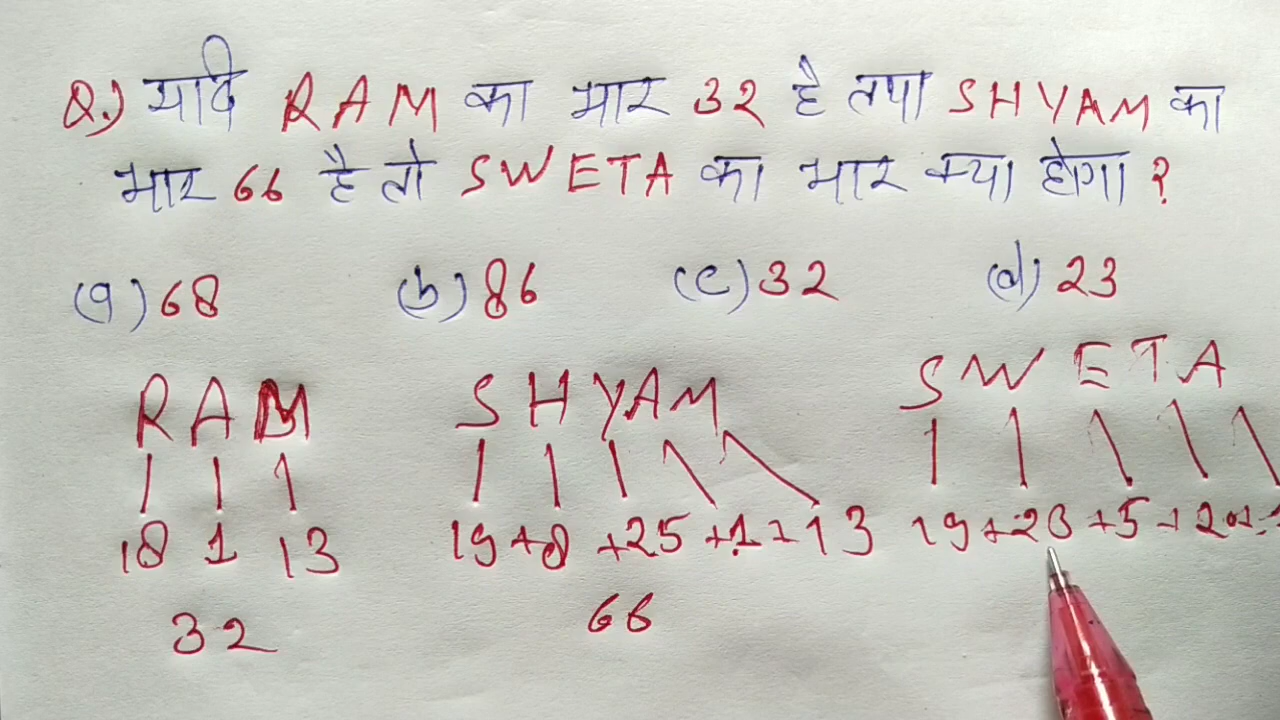 Q.) यदि RAM का भार 32 है तथा SHYAM का
भार 66 है तो SWETA का भार क्या होगा ?
(a) 68 (b) 86 (c) 32 (d) 23
RAM SHYAM SWETA
18 1 13 19+8+25+1+13 19+23+5+20+1
32 66